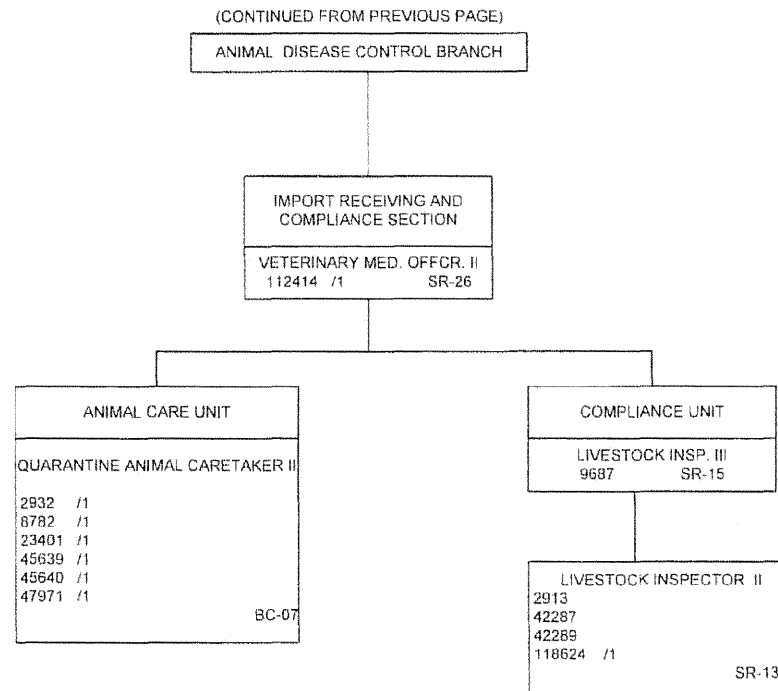 (CONTINUED FROM PREVIOUS PAGE)
ANIMAL DISEASE CONTROL BRANCH
IMPORT RECEIVING AND
COMPLIANCE SECTION
VETERINARY MED. OFFCR. II
112414 /1 SR-26
ANIMAL CARE UNIT
QUARANTINE ANIMAL CARETAKER II
2932 /1
8782 /1
23401 /1
45639 /1
45640 /1
47971 /1
BC-07
COMPLIANCE UNIT
LIVESTOCK INSP. III
9687 SR-15
LIVESTOCK INSPECTOR II
2913
42287
42289
118624 /1
SR-13